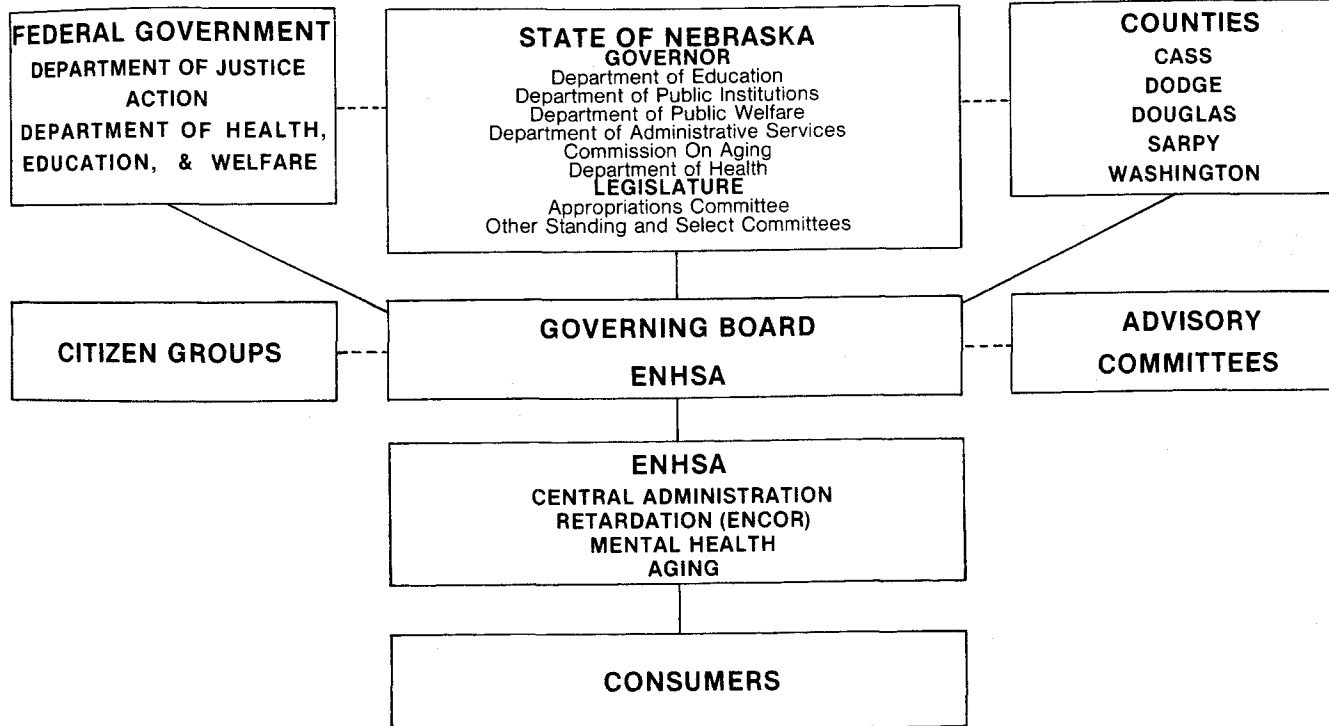 FEDERAL GOVERNMENT
DEPARTMENT OF JUSTICE
ACTION
DEPARTMENT OF HEALTH,
EDUCATION, & WELFARE
STATE OF NEBRASKA
GOVERNOR
Department of Education
Department of Public Institutions
Department of Public Welfare
Department of Administrative Services
Commission On Aging
Department of Health
LEGISLATURE
Appropriations Committee
Other Standing and Select Committees
COUNTIES
CASS
DODGE
DOUGLAS
SARPY
WASHINGTON
CITIZEN GROUPS
GOVERNING BOARD
ENHSA
ADVISORY
COMMITTEES
ENHSA
CENTRAL ADMINISTRATION
RETARDATION (ENCOR)
MENTAL HEALTH
AGING
CONSUMERS